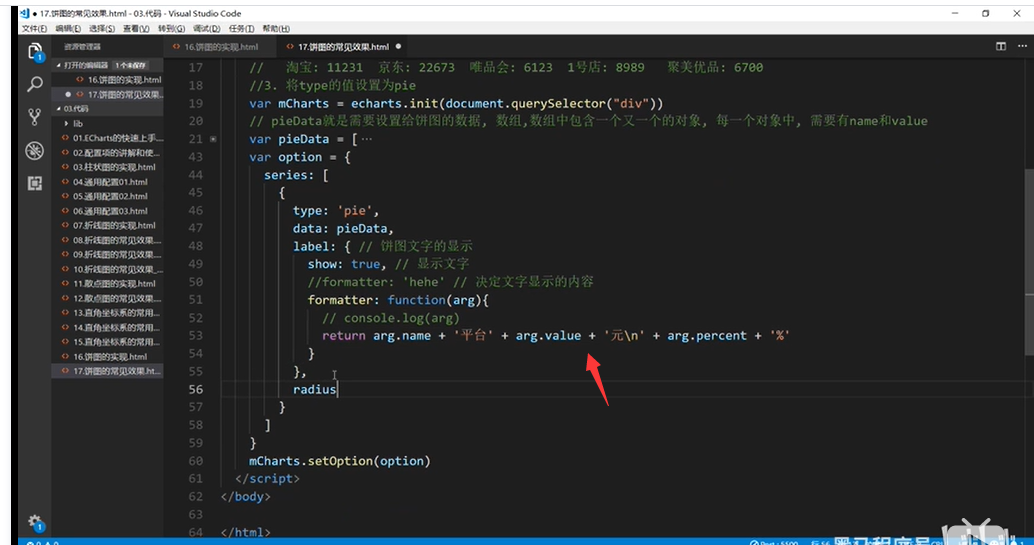 17.饼图的常见效果.html - 03.代码 - Visual Studio Code
文件(F) 编辑(E) 选择(S) 查看(V) 转到(G) 调试(D) 任务(T) 帮助(H)
资源管理器
16.饼图的实现.html
17.饼图的常见效果.html
打开的编辑器 1 个未保存
16.饼图的实现.html
17.饼图的常见效果...
03.代码
lib
01.ECharts的快速上手...
02.配置项的讲解和使...
03.柱状图的实现.html
04.通用配置01.html
05.通用配置02.html
06.通用配置03.html
07.折线图的实现.html
08.折线图的常见效果...
09.折线图的常见效果...
10.折线图的常见效果_...
11.散点图的实现.html
12.散点图的常见效果...
13.直角坐标系的常用...
14.直角坐标系的常用...
15.直角坐标系的常用...
16.饼图的实现.html
17.饼图的常见效果.ht...
17 // 淘宝: 11231 京东: 22673 唯品会: 6123 1号店: 8989 聚美优品: 6700
18 //3. 将type的值设置为pie
19 var mCharts = echarts.init(document.querySelector("div"))
20 // pieData就是需要设置给饼图的数据, 数组,数组中包含一个又一个的对象, 每一个对象中, 需要有name和value
21 var pieData = [⋯
43 var option = {
44 series: [
45 {
46 type: 'pie',
47 data: pieData,
48 label: { // 饼图文字的显示
49 show: true, // 显示文字
50 //formatter: 'hehe' // 决定文字显示的内容
51 formatter: function(arg){
52 // console.log(arg)
53 return arg.name + '平台' + arg.value + '元\n' + arg.percent + '%'
54 }
55 },
56 radius
57 }
58 ]
59 }
60 mCharts.setOption(option)
61 </script>
62 </body>
63
64 </html>